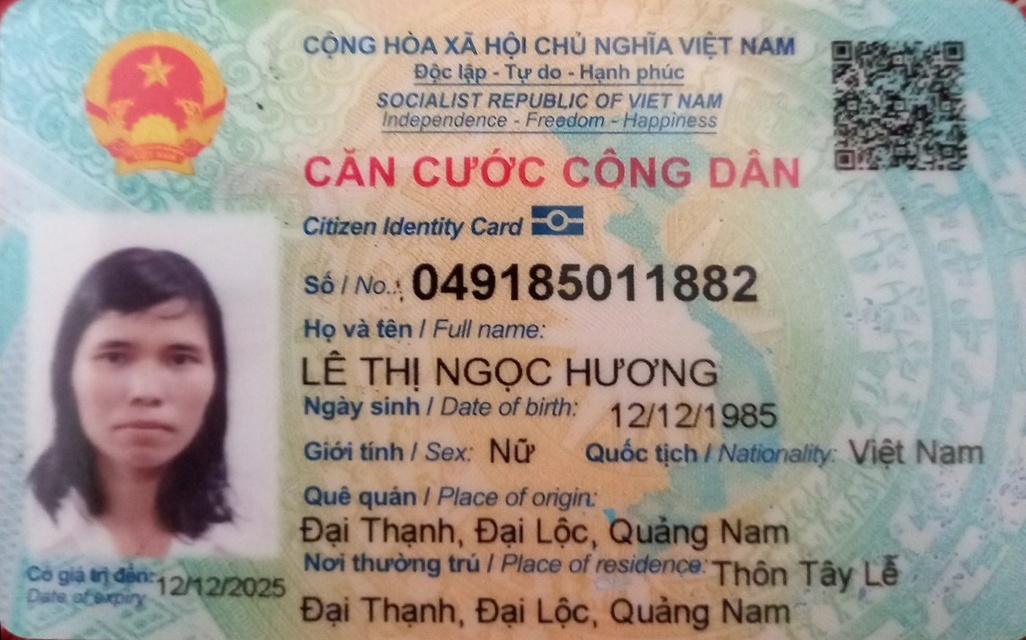 CỘNG HÒA XÃ HỘI CHỦ NGHĨA VIỆT NAM
Độc lập - Tự do - Hạnh phúc
SOCIALIST REPUBLIC OF VIET NAM
Independence - Freedom - Happiness
CĂN CƯỚC CÔNG DÂN
Citizen Identity Card
Số / No.: 049185011882
Họ và tên / Full name:
LÊ THỊ NGỌC HƯƠNG
Ngày sinh / Date of birth: 12/12/1985
Giới tính / Sex: Nữ Quốc tịch / Nationality: Việt Nam
Quê quán / Place of origin:
Đại Thạnh, Đại Lộc, Quảng Nam
Nơi thường trú / Place of residence: Thôn Tây Lễ
Đại Thạnh, Đại Lộc, Quảng Nam
Có giá trị đến: 12/12/2025
Date of expiry